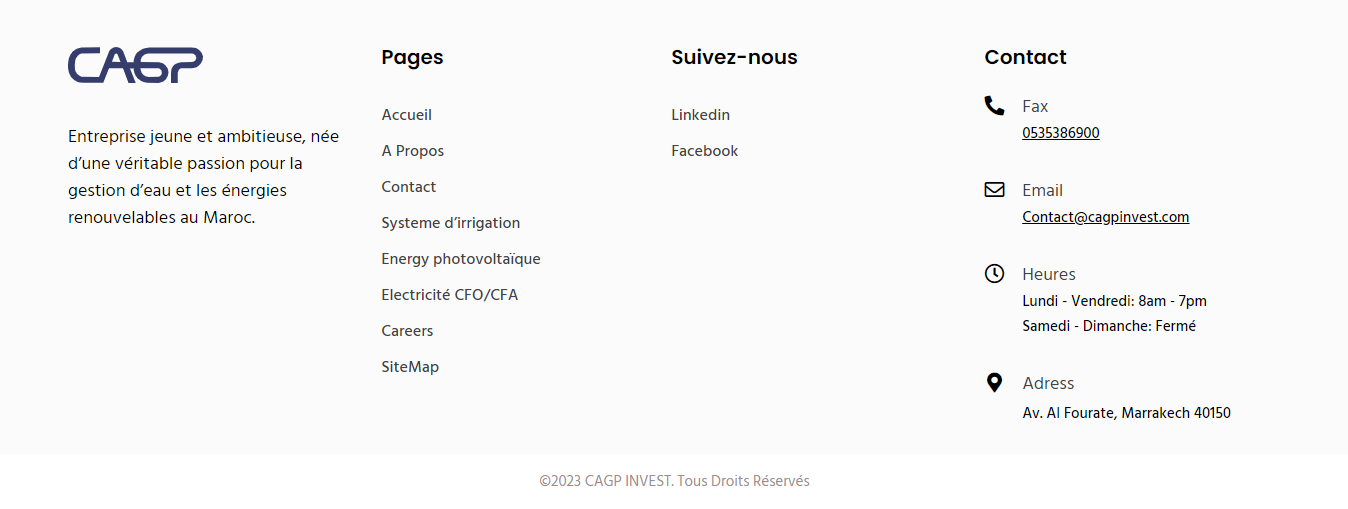 CAGP
Entreprise jeune et ambitieuse, née
d’une véritable passion pour la
gestion d’eau et les énergies
renouvelables au Maroc.
Pages
Accueil
A Propos
Contact
Systeme d’irrigation
Energy photovoltaïque
Electricité CFO/CFA
Careers
SiteMap
Suivez-nous
Linkedin
Facebook
Contact
Fax
0535386900
Email
Contact@cagpinvest.com
Heures
Lundi - Vendredi: 8am - 7pm
Samedi - Dimanche: Fermé
Adress
Av. Al Fourate, Marrakech 40150
©2023 CAGP INVEST. Tous Droits Réservés